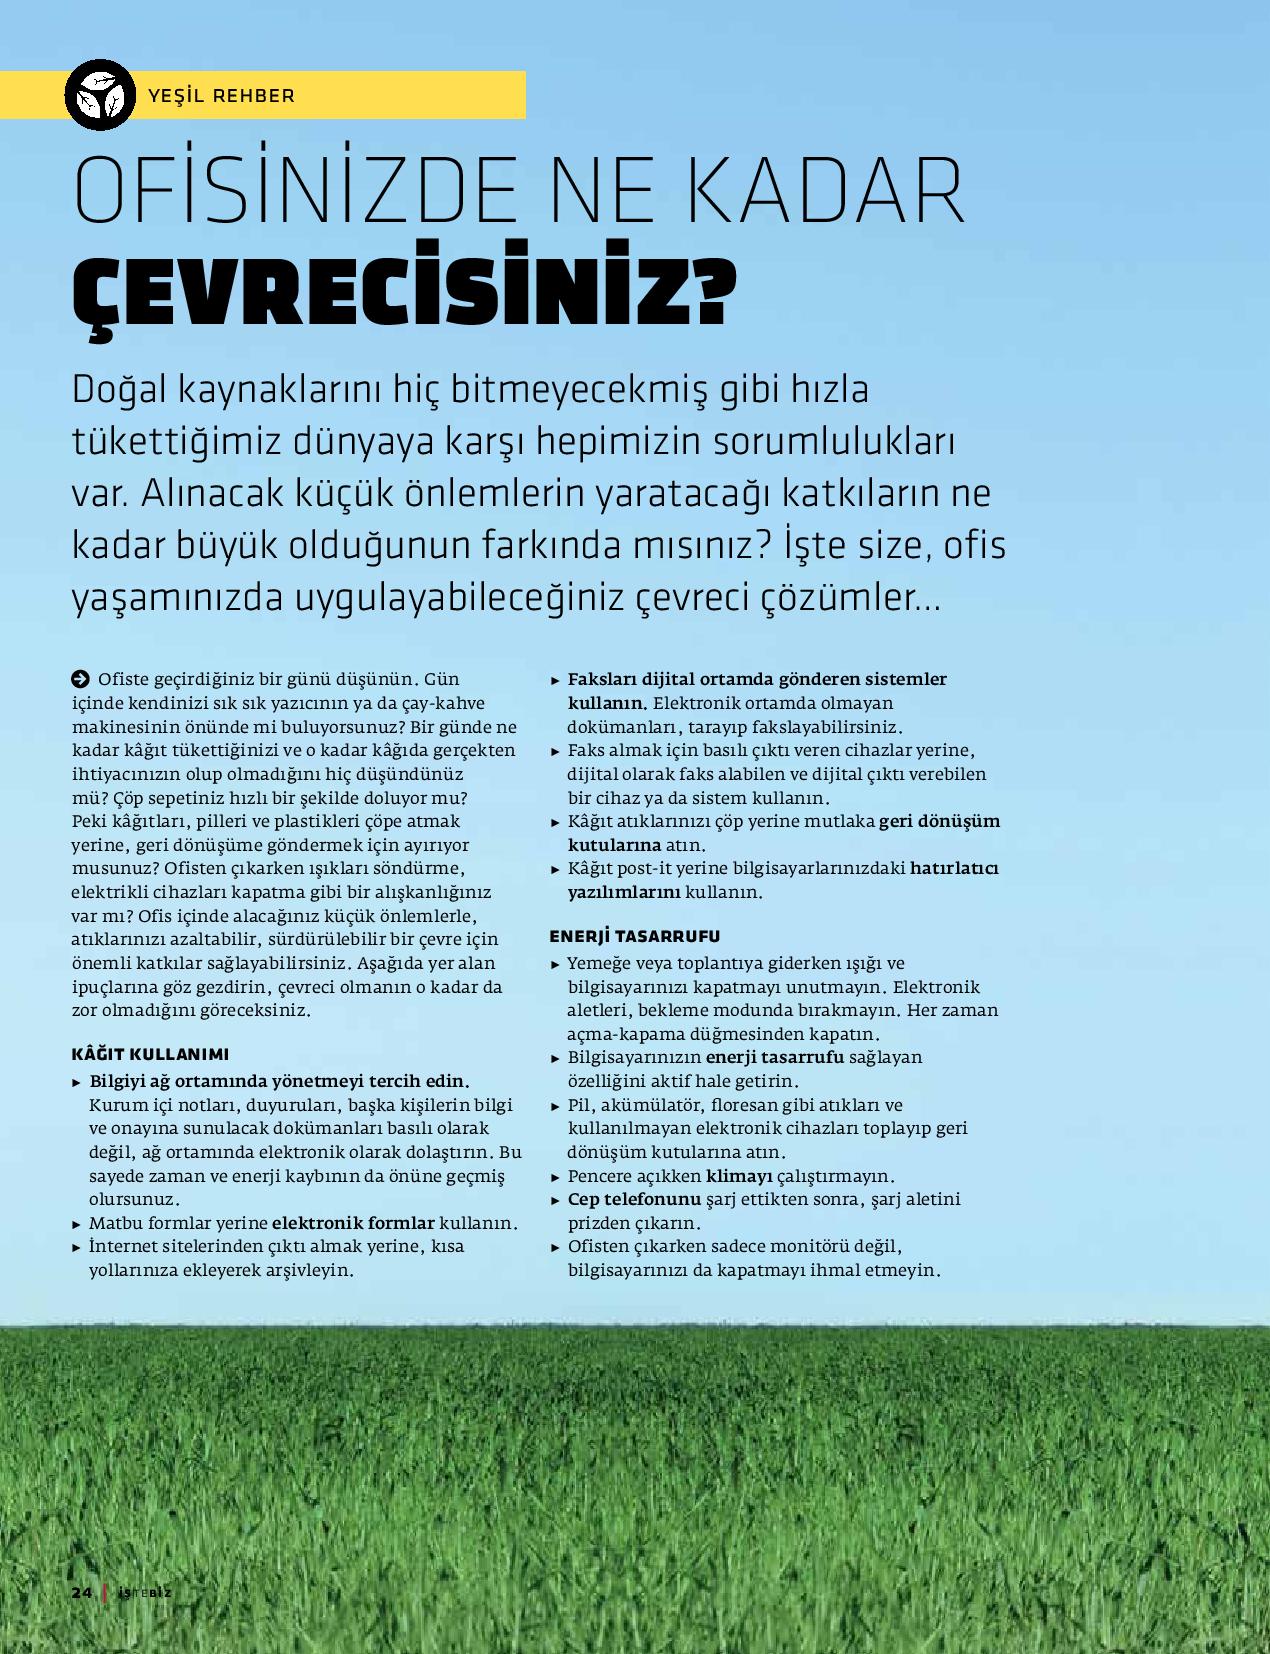 YEŞİL REHBER
OFİSİNİZDE NE KADAR
ÇEVRECİSİNİZ?
Doğal kaynaklarını hiç bitmeyecekmiş gibi hızla
tükettiğimiz dünyaya karşı hepimizin sorumlulukları
var. Alınacak küçük önlemlerin yaratacağı katkıların ne
kadar büyük olduğunun farkında mısınız? İşte size, ofis
yaşamınızda uygulayabileceğiniz çevreci çözümler...
Ofiste geçirdiğiniz bir günü düşünün. Gün
içinde kendinizi sık sık yazıcının ya da çay-kahve
makinesinin önünde mi buluyorsunuz? Bir günde ne
kadar kâğıt tükettiğinizi ve o kadar kâğıda gerçekten
ihtiyacınızın olup olmadığını hiç düşündünüz
mü? Çöp sepetiniz hızlı bir şekilde doluyor mu?
Peki kâğıtları, pilleri ve plastikleri çöpe atmak
yerine, geri dönüşüme göndermek için ayırıyor
musunuz? Ofisten çıkarken ışıkları söndürme,
elektrikli cihazları kapatma gibi bir alışkanlığınız
var mı? Ofis içinde alacağınız küçük önlemlerle,
atıklarınızı azaltabilir, sürdürülebilir bir çevre için
önemli katkılar sağlayabilirsiniz. Aşağıda yer alan
ipuçlarına göz gezdirin, çevreci olmanın o kadar da
zor olmadığını göreceksiniz.
KÂĞIT KULLANIMI
► Bilgiyi ağ ortamında yönetmeyi tercih edin.
Kurum içi notları, duyuruları, başka kişilerin bilgi
ve onayına sunulacak dokümanları basılı olarak
değil, ağ ortamında elektronik olarak dolaştırın. Bu
sayede zaman ve enerji kaybının da önüne geçmiş
olursunuz.
► Matbu formlar yerine elektronik formlar kullanın.
► İnternet sitelerinden çıktı almak yerine, kısa
yollarınıza ekleyerek arşivleyin.
► Faksları dijital ortamda gönderen sistemler
kullanın. Elektronik ortamda olmayan
dokümanları, tarayıp fakslayabilirsiniz.
► Faks almak için basılı çıktı veren cihazlar yerine,
dijital olarak faks alabilen ve dijital çıktı verebilen
bir cihaz ya da sistem kullanın.
► Kâğıt atıklarınızı çöp yerine mutlaka geri dönüşüm
kutularına atın.
► Kâğıt post-it yerine bilgisayarlarınızdaki hatırlatıcı
yazılımlarını kullanın.
ENERJİ TASARRUFU
► Yemeğe veya toplantıya giderken ışığı ve
bilgisayarınızı kapatmayı unutmayın. Elektronik
aletleri, bekleme modunda bırakmayın. Her zaman
açma-kapama düğmesinden kapatın.
► Bilgisayarınızın enerji tasarrufu sağlayan
özelliğini aktif hale getirin.
► Pil, akümülatör, floresan gibi atıkları ve
kullanılmayan elektronik cihazları toplayıp geri
dönüşüm kutularına atın.
► Pencere açıkken klimayı çalıştırmayın.
► Cep telefonunu şarj ettikten sonra, şarj aletini
prizden çıkarın.
► Ofisten çıkarken sadece monitörü değil,
bilgisayarınızı da kapatmayı ihmal etmeyin.
24 | İŞTEBİZ